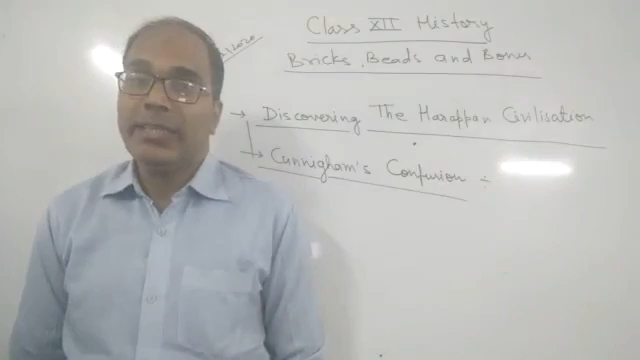 Class XII History
Bricks, Beads and Bones
→ Discovering The Harappan Civilisation
↳ Cunnigham's Confusion :-